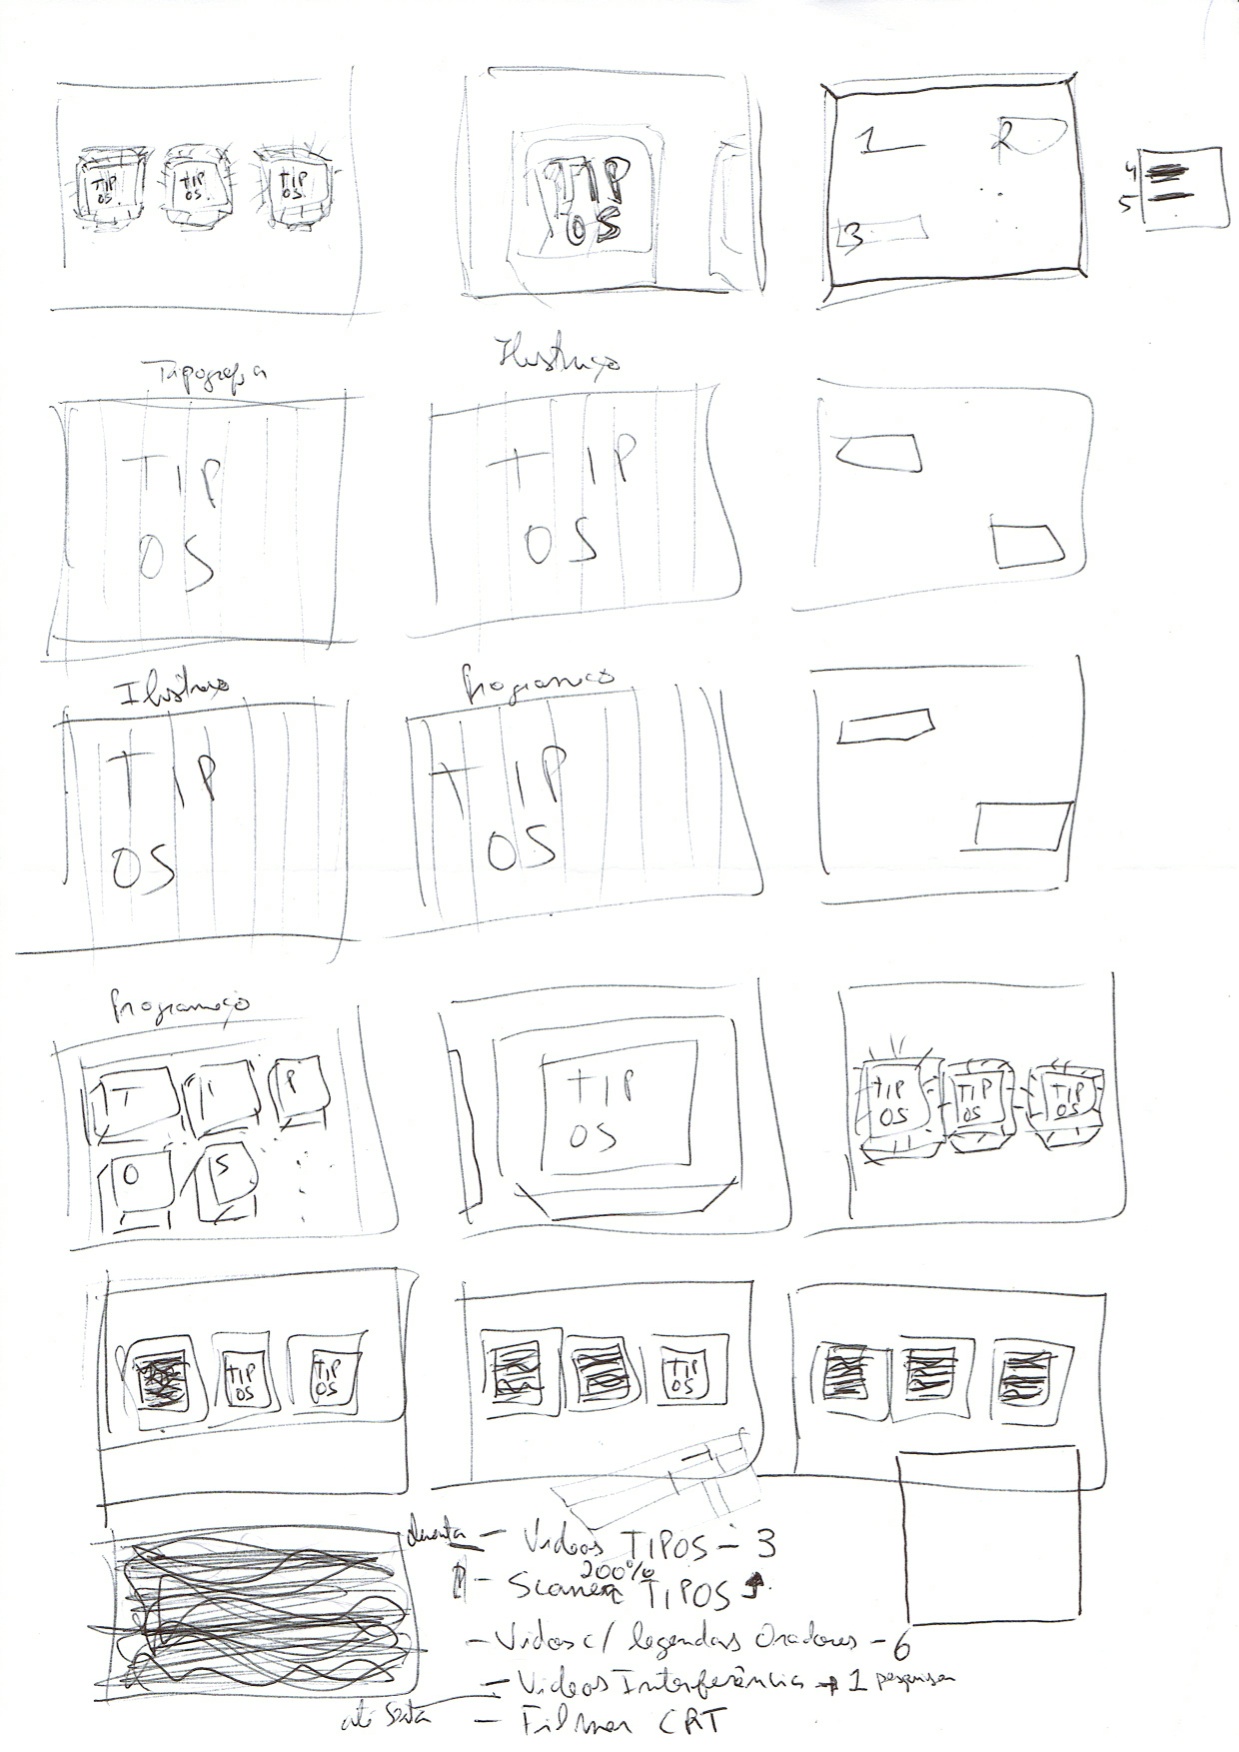 TIP TIP TIP
OS. OS. OS.
TIP
OS
1 2
3
4
5
Tipografia
Ilustração
TIP
OS
TIP
OS
Ilustração
Programação
TIP
OS
TIP
OS
Programação
T I P
O S
TIP
OS
TIP TIP TIP
OS OS OS
TIP TIP
OS OS
TIP
OS
- Videos TIPOS - 3
200%
- Scanear TIPOS
- Videos c/ legendas Oradores - 6
- Videos Interferência → 1 pesquisar
até sexta - Filmar CRT